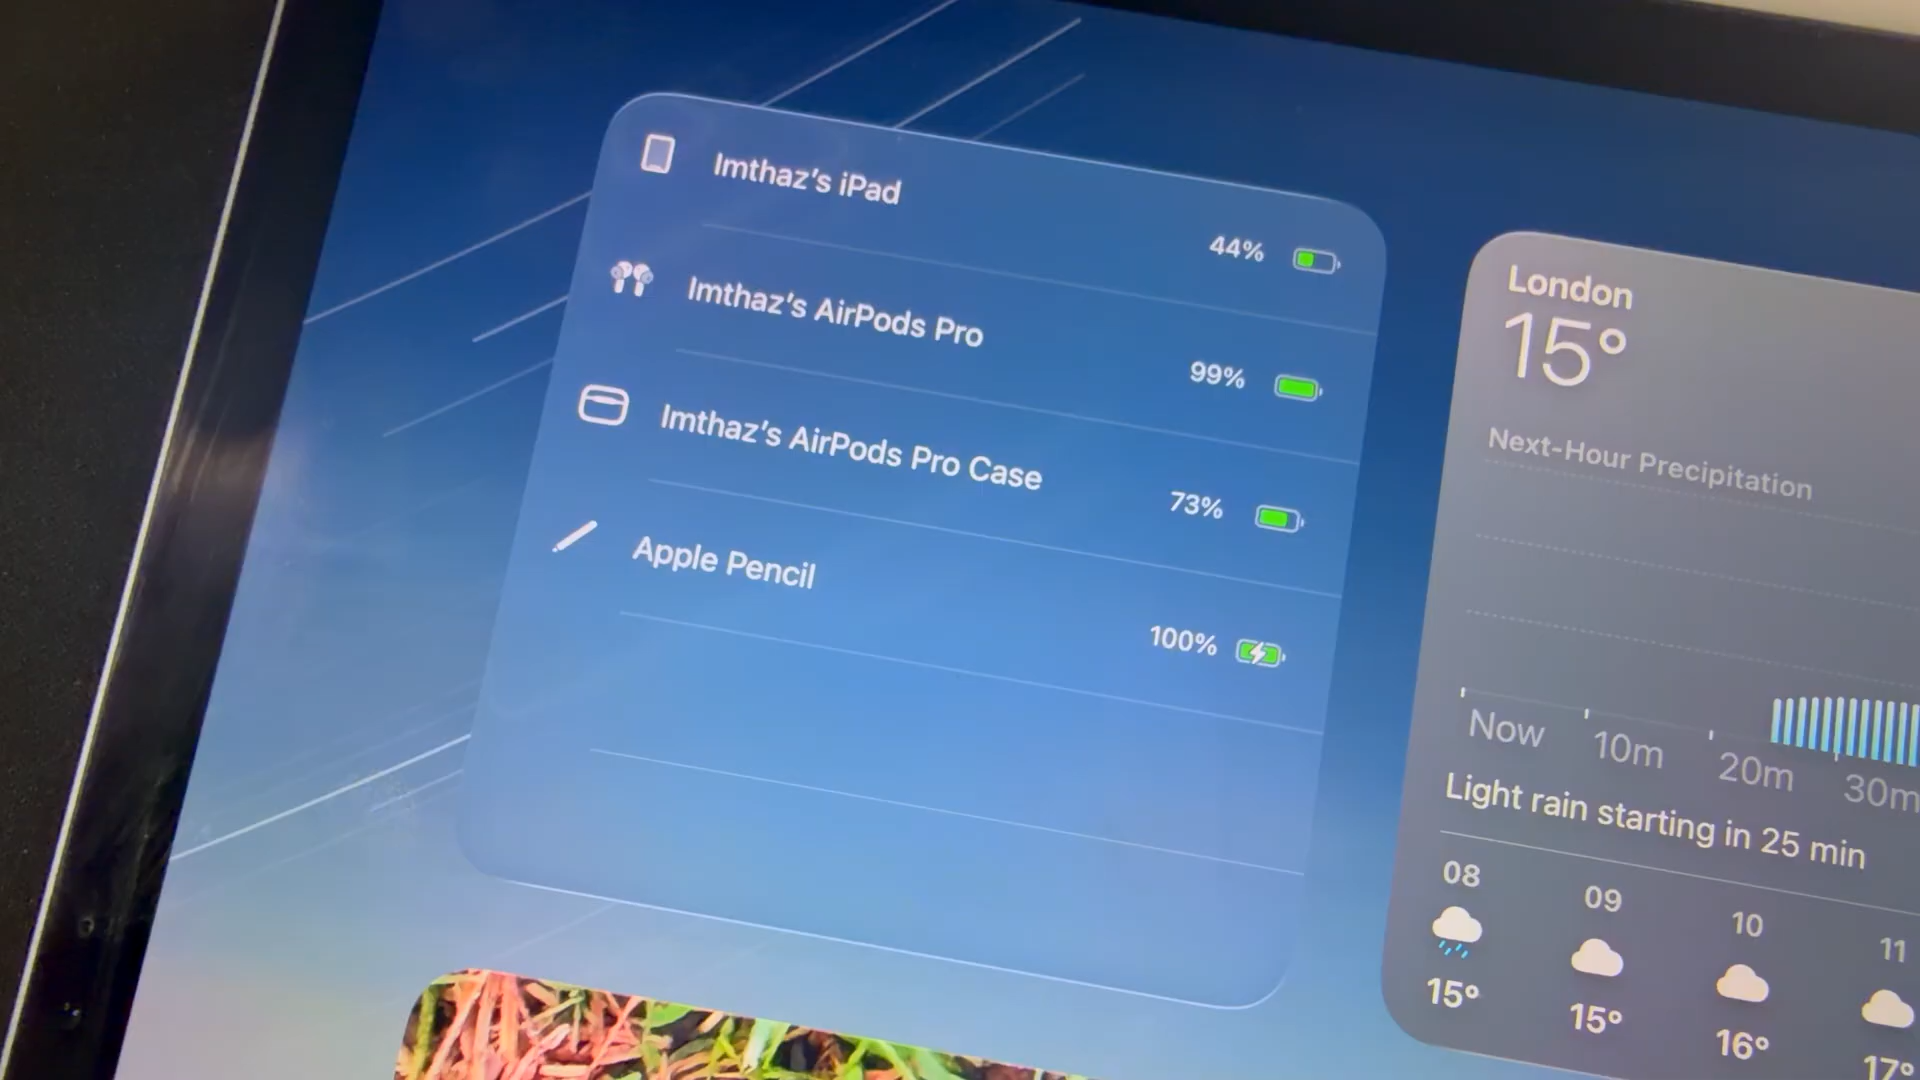 Imthaz's iPad
44%
Imthaz's AirPods Pro
99%
Imthaz's AirPods Pro Case
73%
Apple Pencil
100%
London
15°
Next-Hour Precipitation
Now 10m 20m 30m
Light rain starting in 25 min
08 09 10 11
15° 15° 16° 17°